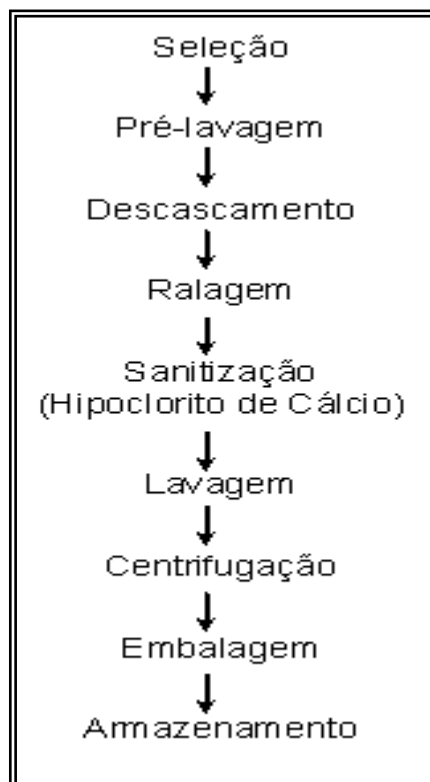 Seleção
Pré-lavagem
Descascamento
Ralagem
Sanitização
(Hipoclorito de Cálcio)
Lavagem
Centrifugação
Embalagem
Armazenamento